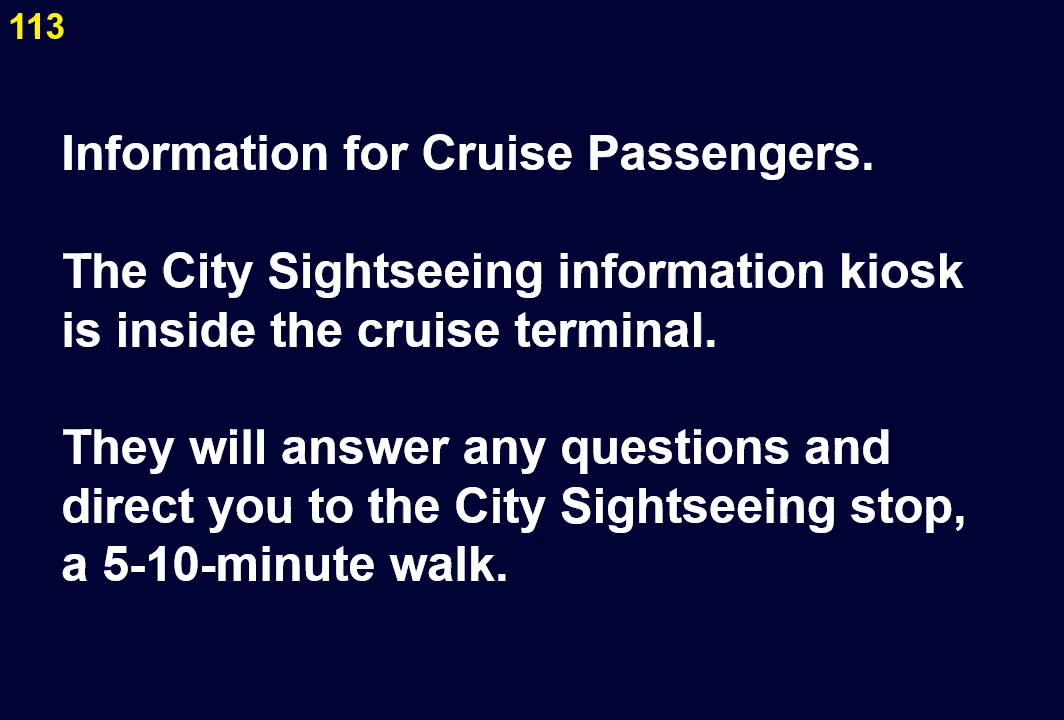 113
Information for Cruise Passengers.
The City Sightseeing information kiosk
is inside the cruise terminal.
They will answer any questions and
direct you to the City Sightseeing stop,
a 5-10-minute walk.